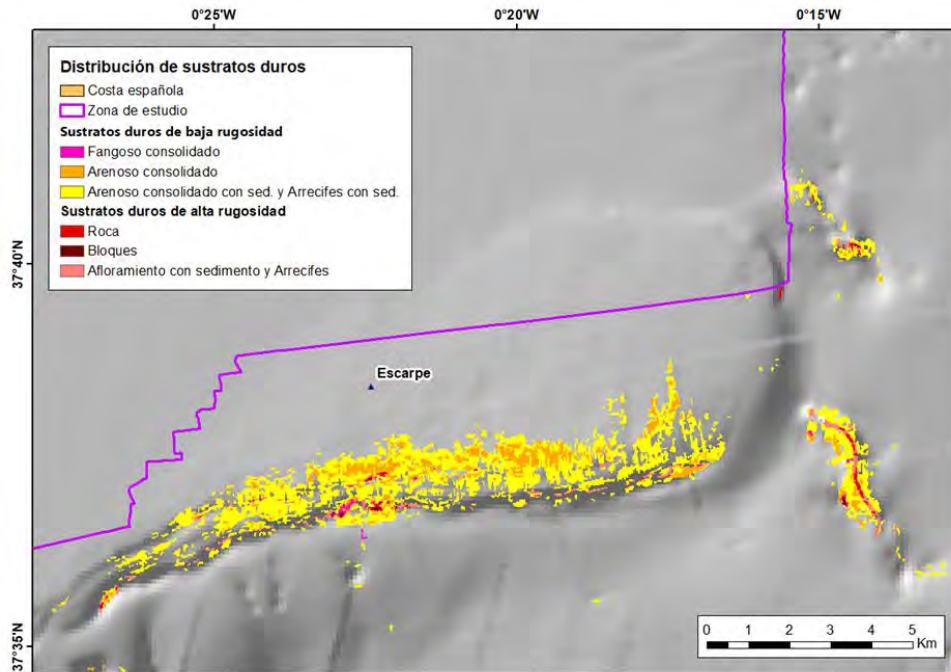 0°25'W 0°20'W 0°15'W
Distribución de sustratos duros
Costa española
Zona de estudio
Sustratos duros de baja rugosidad
Fangoso consolidado
Arenoso consolidado
Arenoso consolidado con sed. y Arrecifes con sed.
Sustratos duros de alta rugosidad
Roca
Bloques
Afloramiento con sedimento y Arrecifes
37°40'N
Escarpe
37°35'N
0 1 2 3 4 5
Km